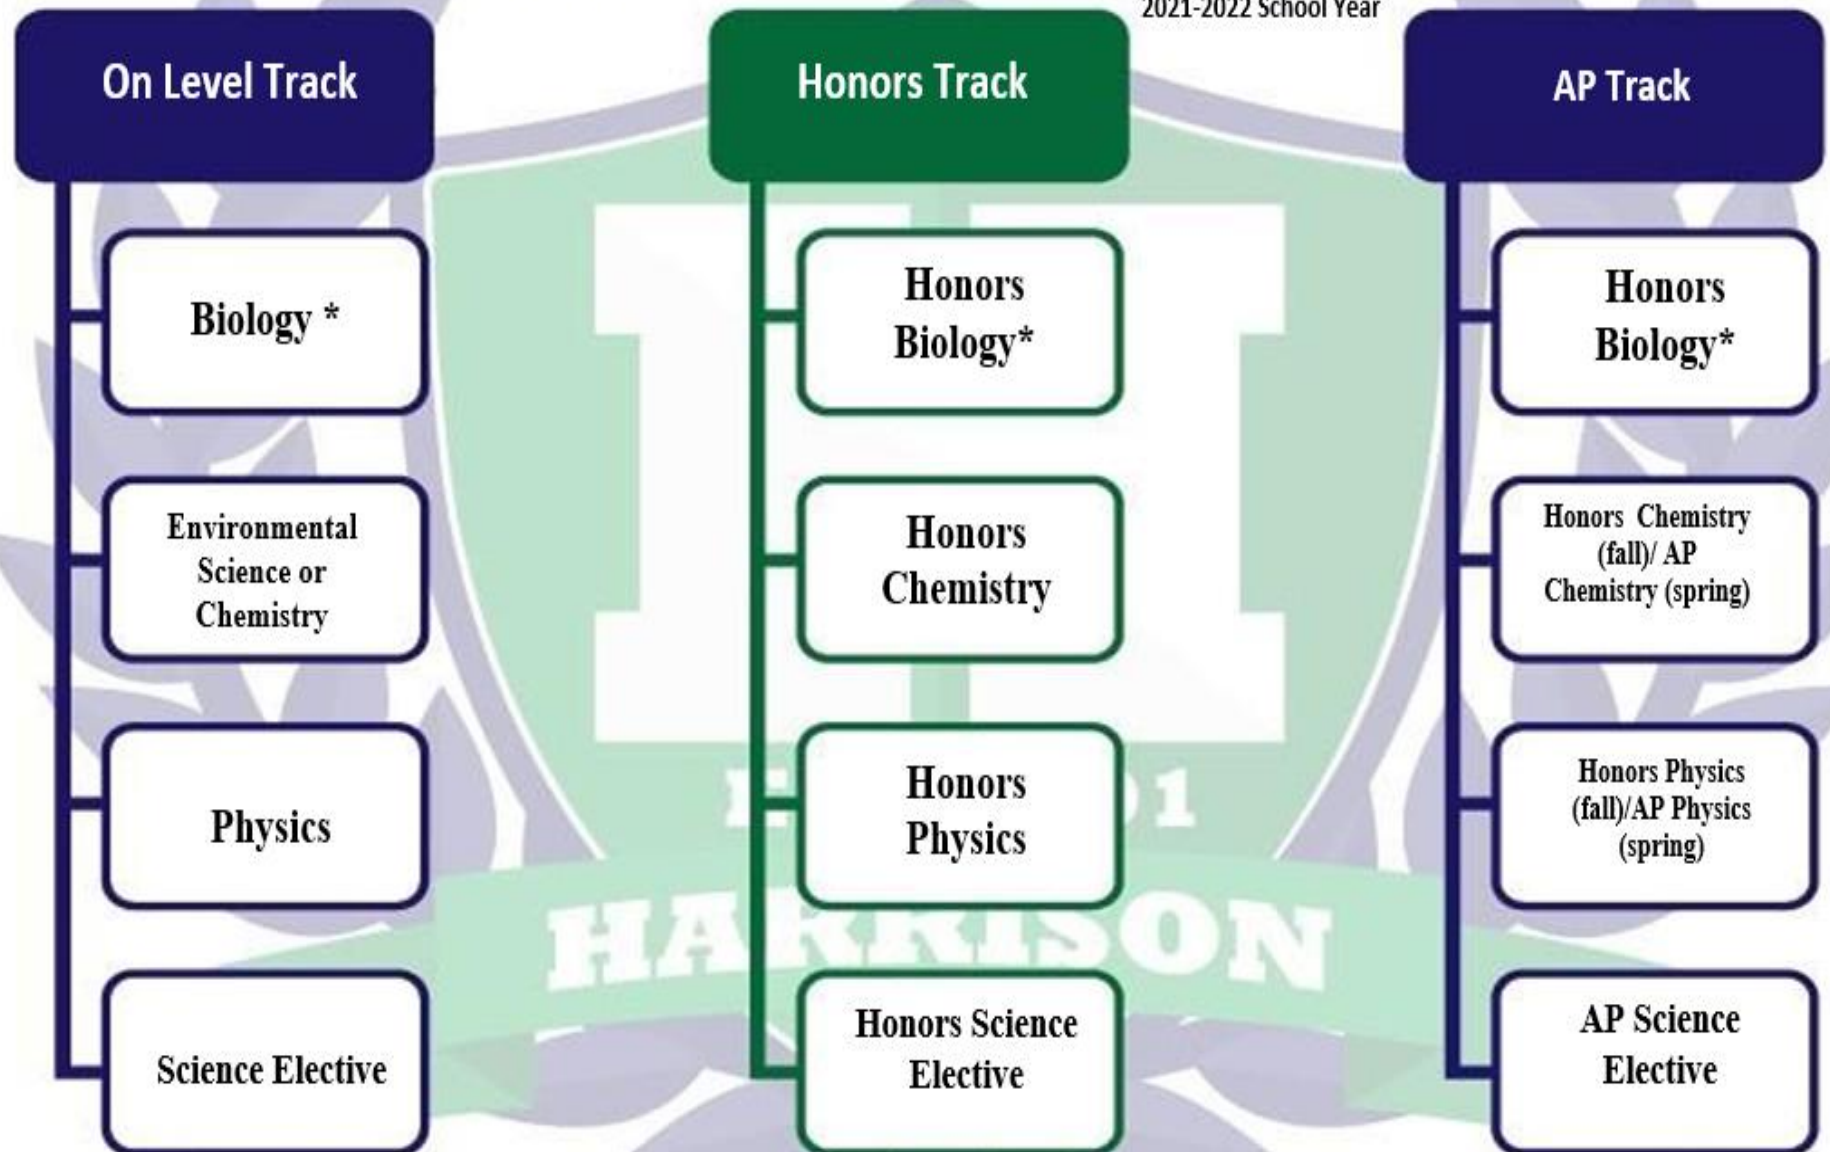 2021-2022 School Year
On Level Track
Biology *
Environmental
Science or
Chemistry
Physics
Science Elective
Honors Track
Honors
Biology*
Honors
Chemistry
Honors
Physics
Honors Science
Elective
AP Track
Honors
Biology*
Honors Chemistry
(fall)/ AP
Chemistry (spring)
Honors Physics
(fall)/AP Physics
(spring)
AP Science
Elective
H
HARRISON